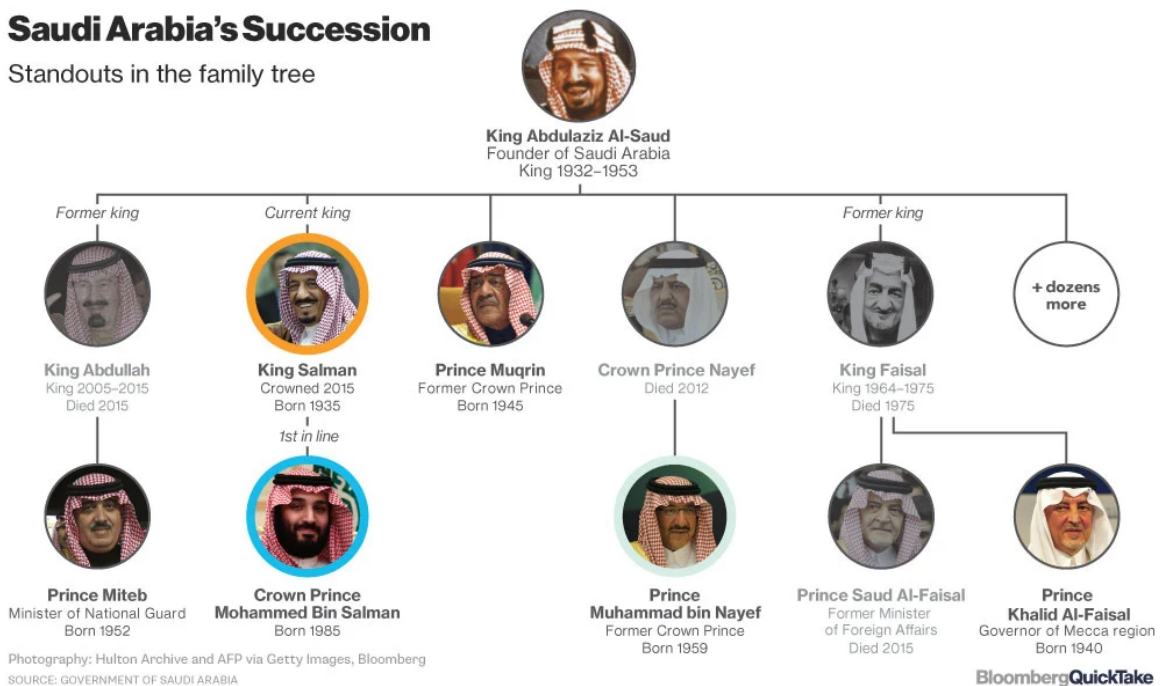 Saudi Arabia's Succession
Standouts in the family tree
King Abdulaziz Al-Saud
Founder of Saudi Arabia
King 1932–1953
Former king
King Abdullah
King 2005–2015
Died 2015
Current king
King Salman
Crowned 2015
Born 1935
Prince Muqrin
Former Crown Prince
Born 1945
Crown Prince Nayef
Died 2012
Former king
King Faisal
King 1964–1975
Died 1975
+ dozens
more
Prince Miteb
Minister of National Guard
Born 1952
1st in line
Crown Prince
Mohammed Bin Salman
Born 1985
Prince
Muhammad bin Nayef
Former Crown Prince
Born 1959
Prince Saud Al-Faisal
Former Minister
of Foreign Affairs
Died 2015
Prince
Khalid Al-Faisal
Governor of Mecca region
Born 1940
Photography: Hulton Archive and AFP via Getty Images, Bloomberg
SOURCE: GOVERNMENT OF SAUDI ARABIA
BloombergQuickTake